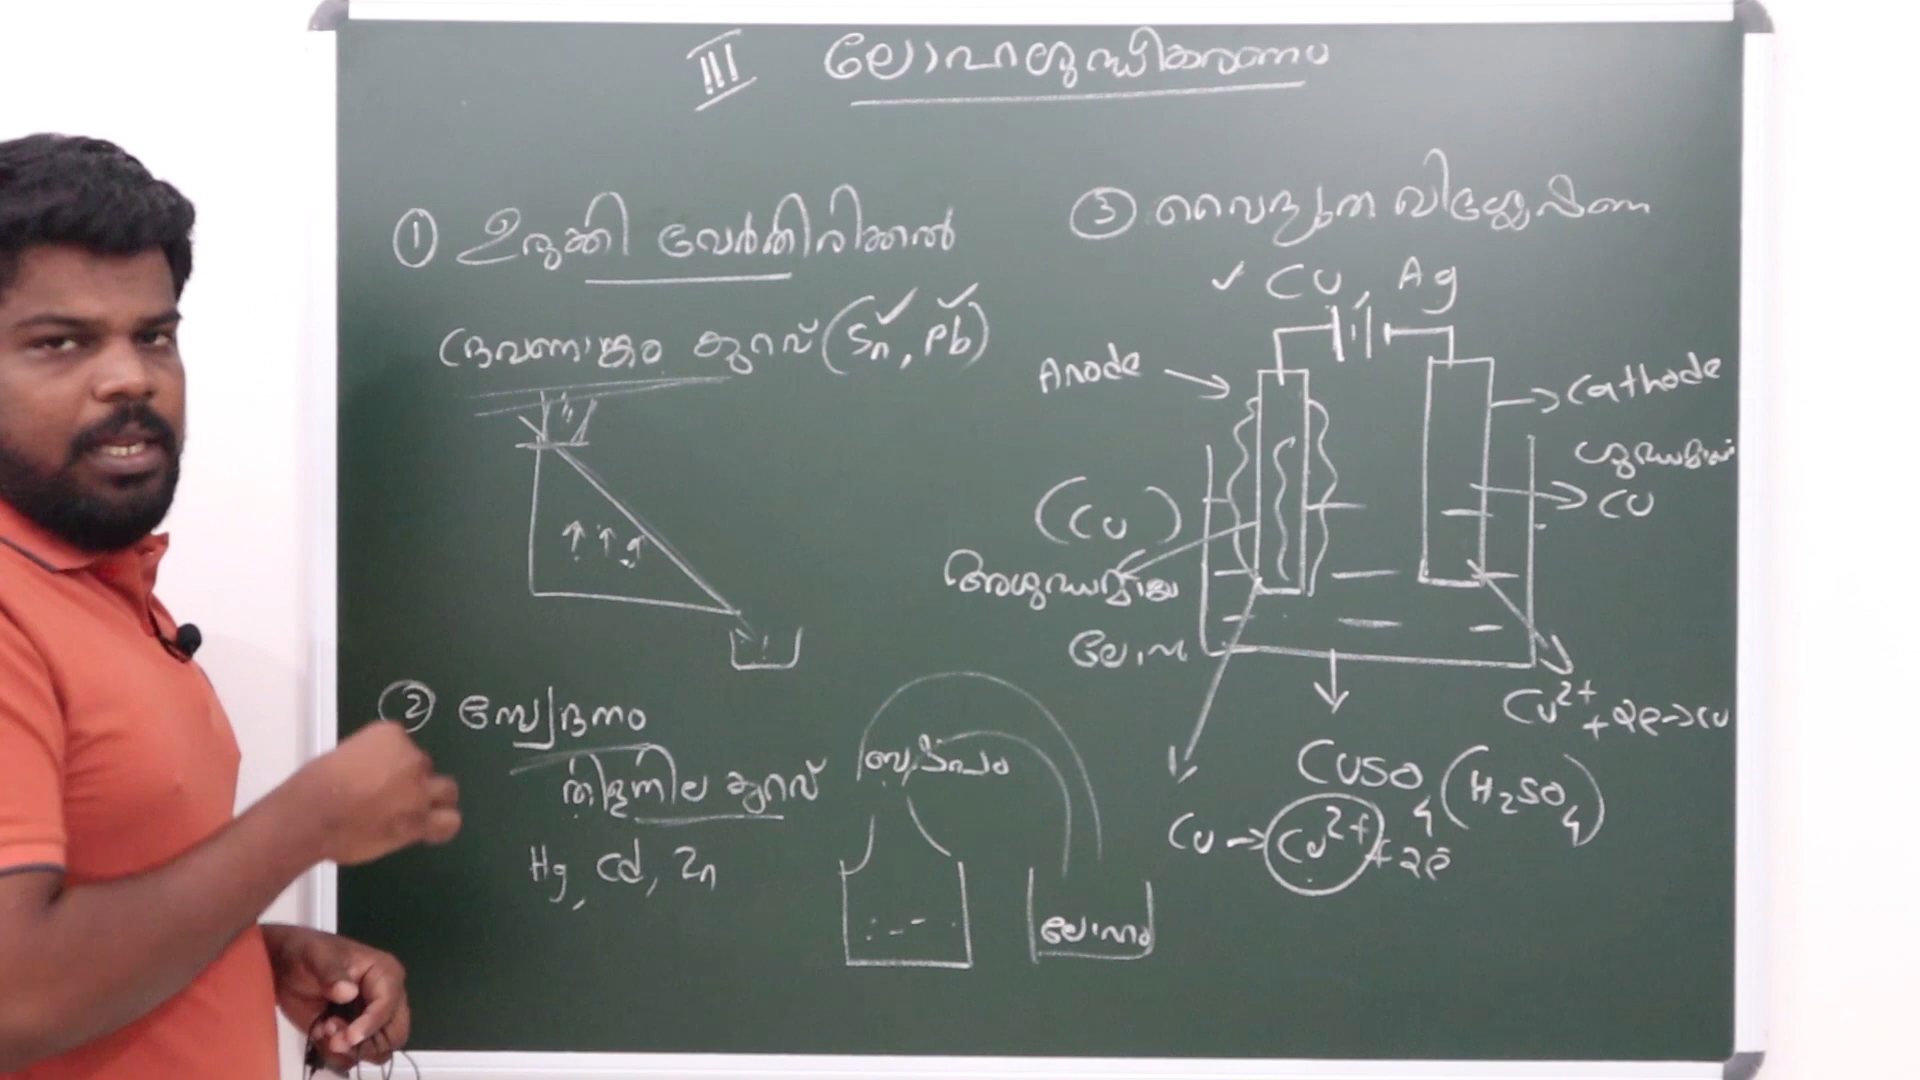 III ലോഹശുദ്ധീകരണം
① ഉരുക്കി വേർതിരിക്കൽ
ദ്രവണാങ്കം കുറവ് (Sn, Pb)
② സ്വേദനം
തിളനില കുറവ്
Hg, Cd, Zn
ബാഷ്പം
ലോഹം
③ വൈദ്യുത വിശ്ലേഷണ
Cu, Ag
Anode
Cathode
ശുദ്ധമായ
Cu
(Cu)
അശുദ്ധമായ
ലോഹ
Cu²⁺ + 2e → Cu
CuSO₄ (H₂SO₄)
Cu → Cu²⁺ + 2e⁻